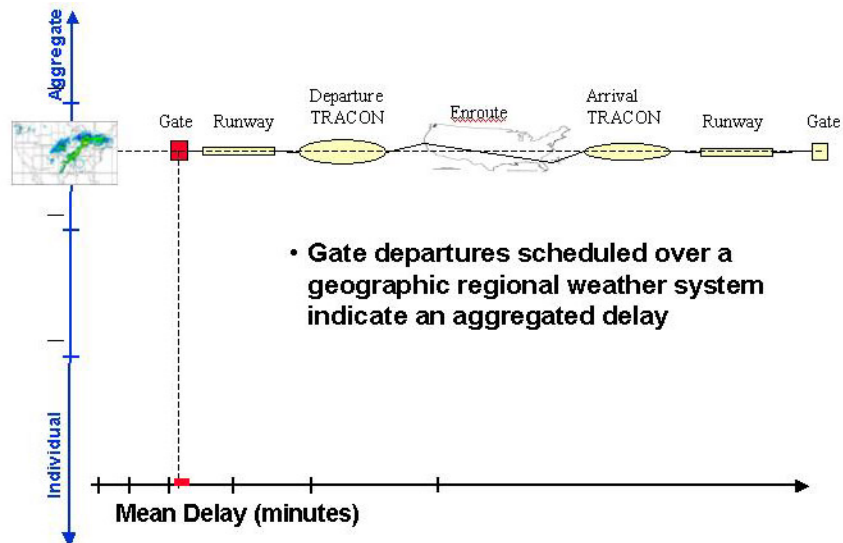 Aggregate
Departure
TRACON
Enroute
Arrival
TRACON
Gate
Runway
Runway
Gate
• Gate departures scheduled over a
geographic regional weather system
indicate an aggregated delay
Individual
Mean Delay (minutes)